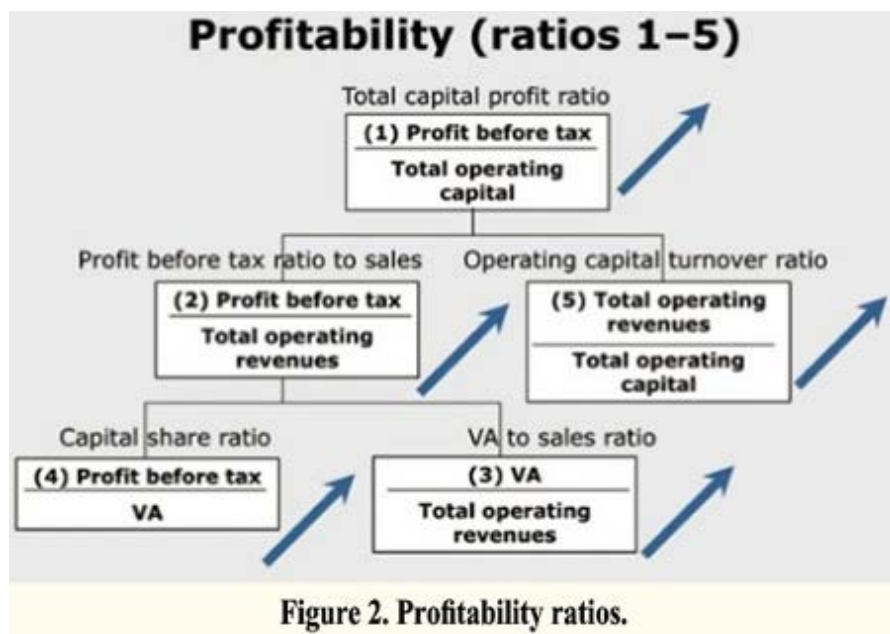 Profitability (ratios 1–5)
Total capital profit ratio
(1) Profit before tax
Total operating
capital
Profit before tax ratio to sales
(2) Profit before tax
Total operating
revenues
Operating capital turnover ratio
(5) Total operating
revenues
Total operating
capital
Capital share ratio
(4) Profit before tax
VA
VA to sales ratio
(3) VA
Total operating
revenues
Figure 2. Profitability ratios.